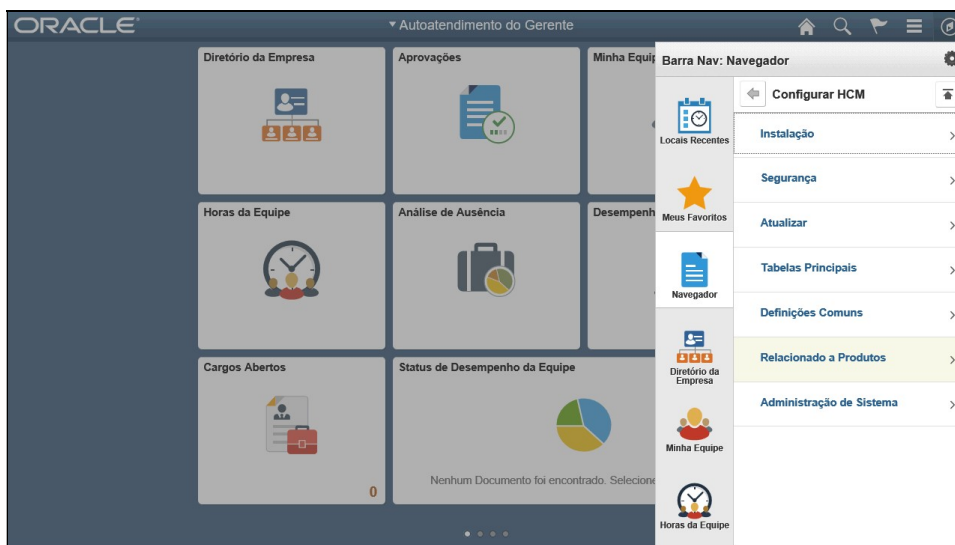 ORACLE
Autoatendimento do Gerente
Diretório da Empresa
Aprovações
Minha Equip
Horas da Equipe
Análise de Ausência
Desempenh
Cargos Abertos
0
Status de Desempenho da Equipe
Nenhum Documento foi encontrado. Selecione
Barra Nav: Navegador
Locais Recentes
Meus Favoritos
Navegador
Diretório da
Empresa
Minha Equipe
Horas da Equipe
Configurar HCM
Instalação
Segurança
Atualizar
Tabelas Principais
Definições Comuns
Relacionado a Produtos
Administração de Sistema